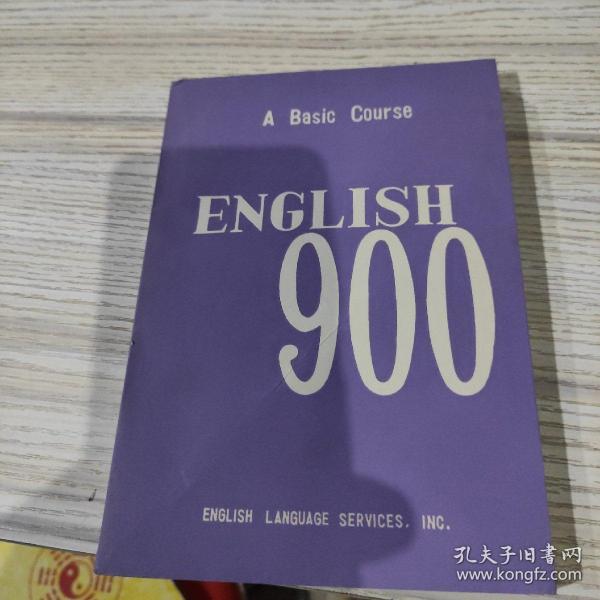 A Basic Course
ENGLISH
900
ENGLISH LANGUAGE SERVICES, INC.
孔夫子旧书网
www.kongfz.com